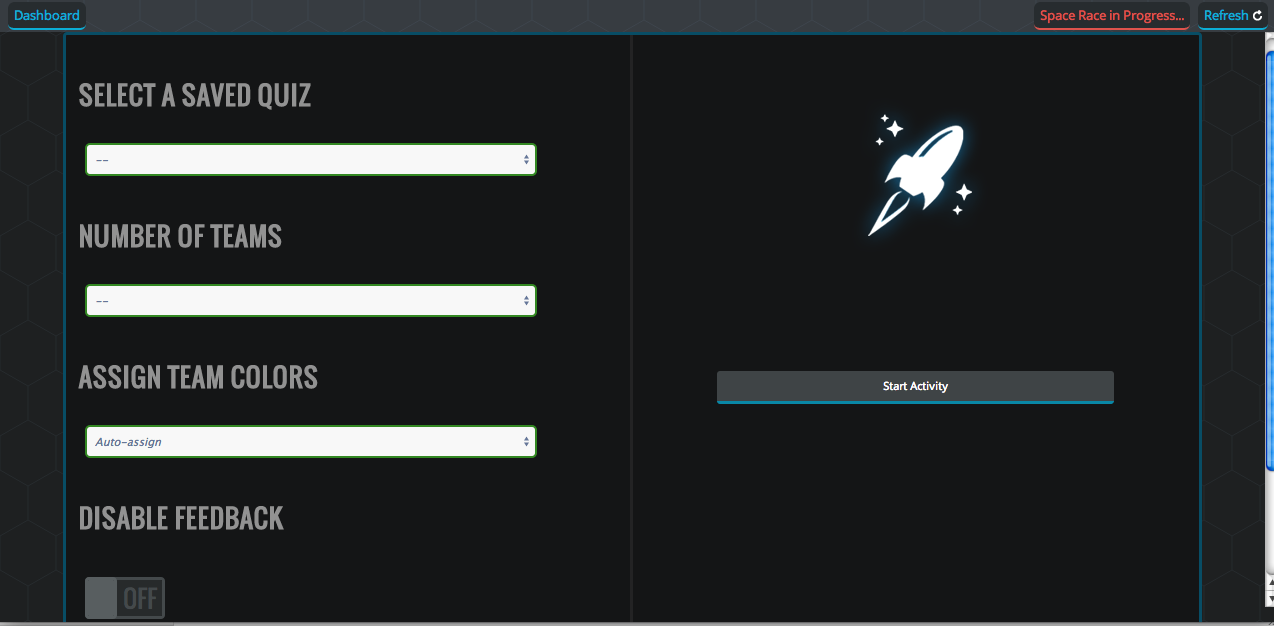 Dashboard
Space Race in Progress...
Refresh
SELECT A SAVED QUIZ
--
NUMBER OF TEAMS
--
ASSIGN TEAM COLORS
Auto-assign
Start Activity
DISABLE FEEDBACK
OFF